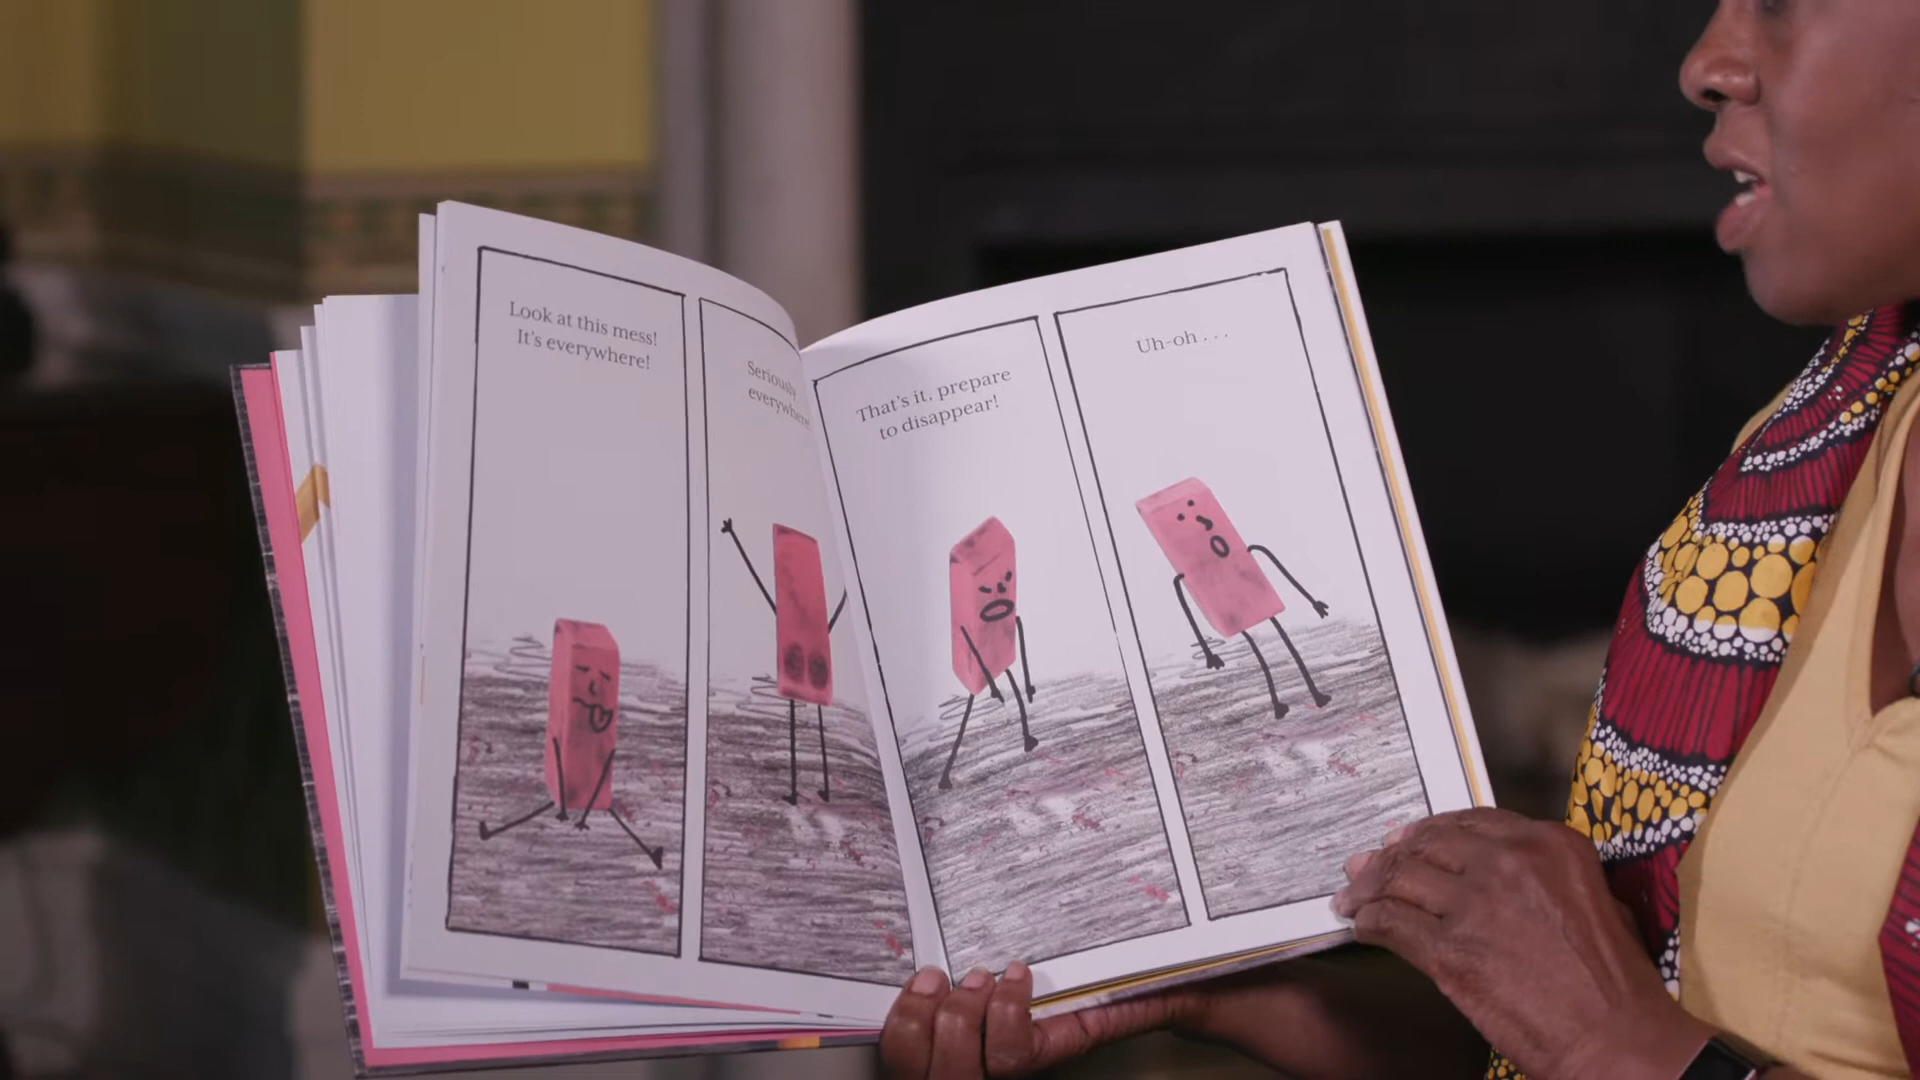 Look at this mess!
It's everywhere!
Seriously
everywhere
That's it, prepare
to disappear!
Uh-oh . . .